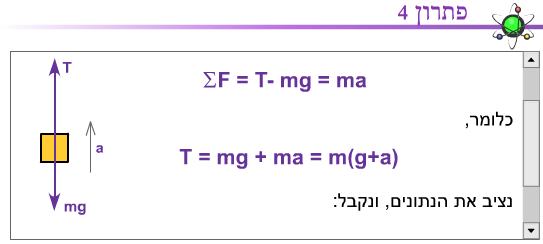 פתרון 4
T
ΣF = T- mg = ma
כלומר,
a
T = mg + ma = m(g+a)
mg
נציב את הנתונים, ונקבל: